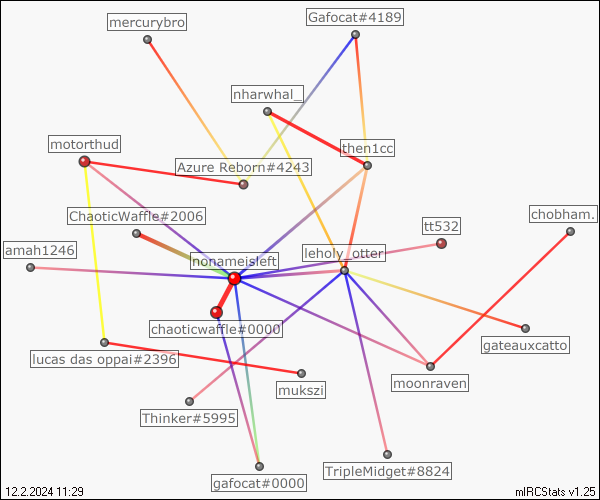 mercurybro
Gafocat#4189
nharwhal_
motorthud
then1cc
Azure Reborn#4243
ChaoticWaffle#2006
chobham.
tt532
amah1246
nonameisleft
leholy_otter
chaoticwaffle#0000
gateauxcatto
lucas das oppai#2396
moonraven
mukszi
Thinker#5995
TripleMidget#8824
gafocat#0000
12.2.2024 11:29
mIRCStats v1.25